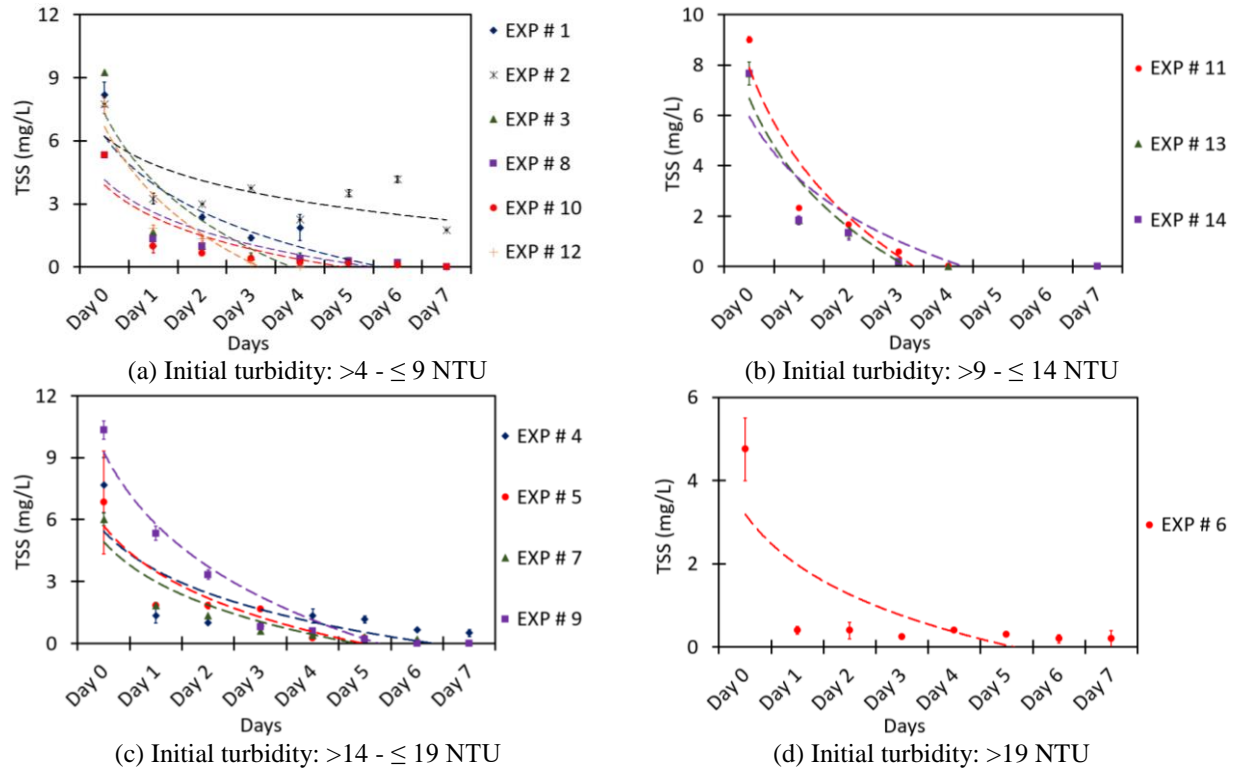 12
9
6
3
0
TSS (mg/L)
Day 0
Day 1
Day 2
Day 3
Day 4
Day 5
Day 6
Day 7
Days
EXP # 1
EXP # 2
EXP # 3
EXP # 8
EXP # 10
EXP # 12
(a) Initial turbidity: >4 - ≤ 9 NTU
10
8
6
4
2
0
TSS (mg/L)
Day 0
Day 1
Day 2
Day 3
Day 4
Day 5
Day 6
Day 7
Days
EXP # 11
EXP # 13
EXP # 14
(b) Initial turbidity: >9 - ≤ 14 NTU
12
9
6
3
0
TSS (mg/L)
Day 0
Day 1
Day 2
Day 3
Day 4
Day 5
Day 6
Day 7
Days
EXP # 4
EXP # 5
EXP # 7
EXP # 9
(c) Initial turbidity: >14 - ≤ 19 NTU
6
4
2
0
TSS (mg/L)
Day 0
Day 1
Day 2
Day 3
Day 4
Day 5
Day 6
Day 7
Days
EXP # 6
(d) Initial turbidity: >19 NTU